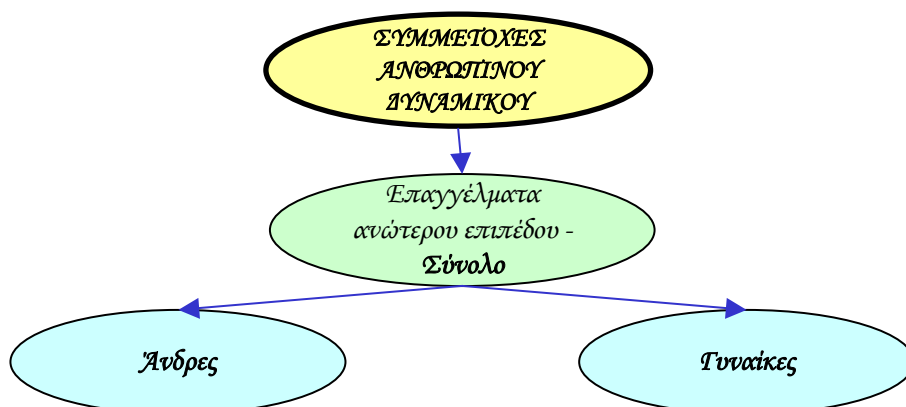 ΣΥΜΜΕΤΟΧΕΣ
ΑΝΘΡΩΠΙΝΟΥ
ΔΥΝΑΜΙΚΟΥ
Επαγγέλματα
ανώτερου επιπέδου -
Σύνολο
Άνδρες
Γυναίκες